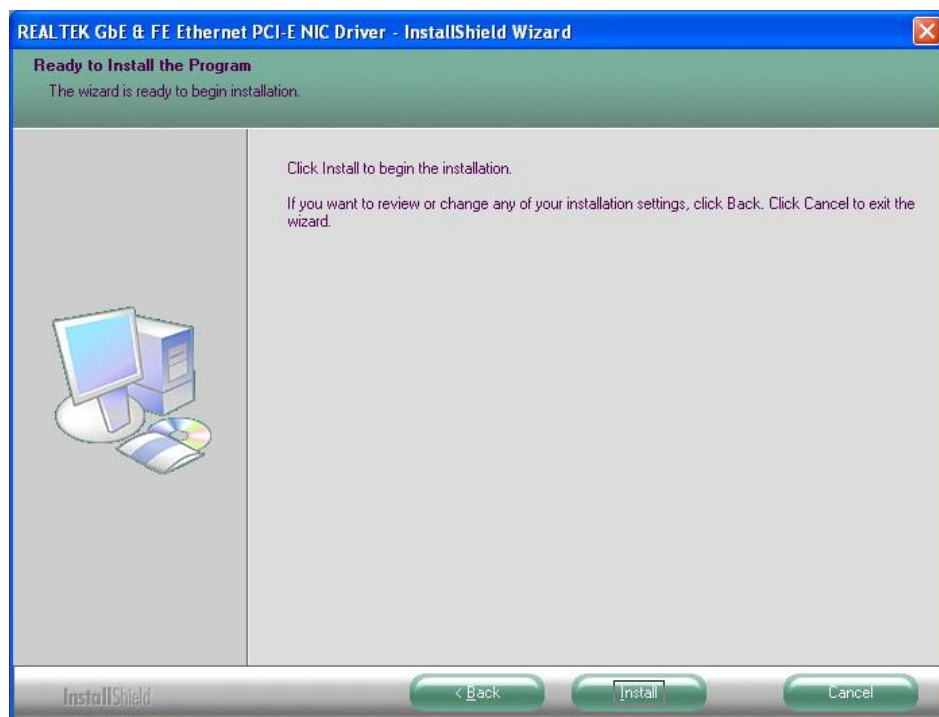 REALTEK GbE & FE Ethernet PCI-E NIC Driver - InstallShield Wizard
Ready to Install the Program
The wizard is ready to begin installation.
Click Install to begin the installation.
If you want to review or change any of your installation settings, click Back. Click Cancel to exit the
wizard.
InstallShield
< Back
Install
Cancel